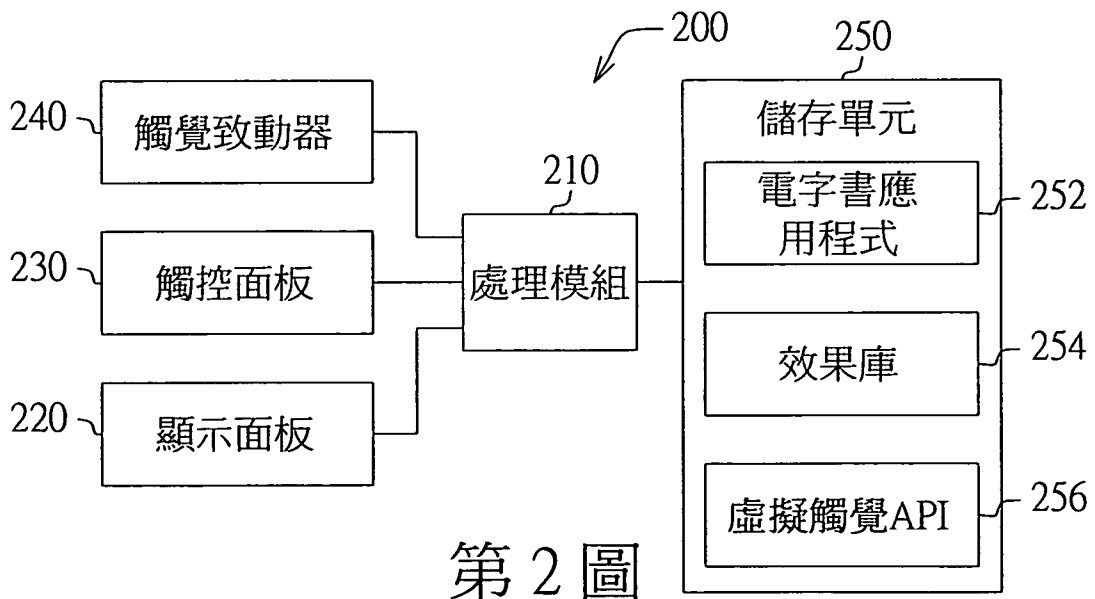 200
250
240
觸覺致動器
儲存單元
210
電字書應
用程式
252
230
觸控面板
處理模組
效果庫
254
220
顯示面板
虛擬觸覺API
256
第2圖